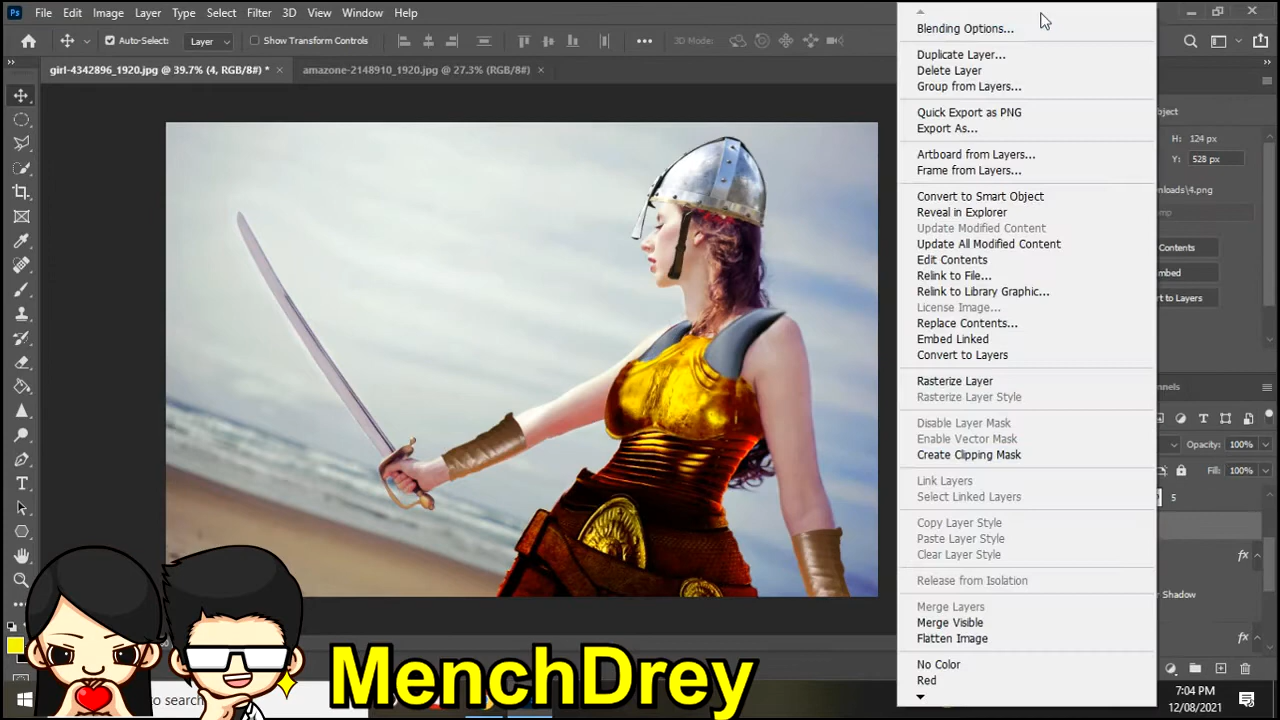 File Edit Image Layer Type Select Filter 3D View Window Help
Auto-Select: Layer Show Transform Controls 3D Mode:
girl-4342896_1920.jpg @ 39.7% (4, RGB/8#) * × amazone-2148910_1920.jpg @ 27.3% (RGB/8#) ×
Blending Options...
Duplicate Layer...
Delete Layer
Group from Layers...
Quick Export as PNG
Export As...
Artboard from Layers...
Frame from Layers...
Convert to Smart Object
Reveal in Explorer
Update Modified Content
Update All Modified Content
Edit Contents
Relink to File...
Relink to Library Graphic...
License Image...
Replace Contents...
Embed Linked
Convert to Layers
Rasterize Layer
Rasterize Layer Style
Disable Layer Mask
Enable Vector Mask
Create Clipping Mask
Link Layers
Select Linked Layers
Copy Layer Style
Paste Layer Style
Clear Layer Style
Release from Isolation
Merge Layers
Merge Visible
Flatten Image
No Color
Red
H: 124 px
Y: 528 px
Contents
Opacity: 100%
Fill: 100%
5
fx
Shadow
fx
MenchDrey
to search
7:04 PM
12/08/2021